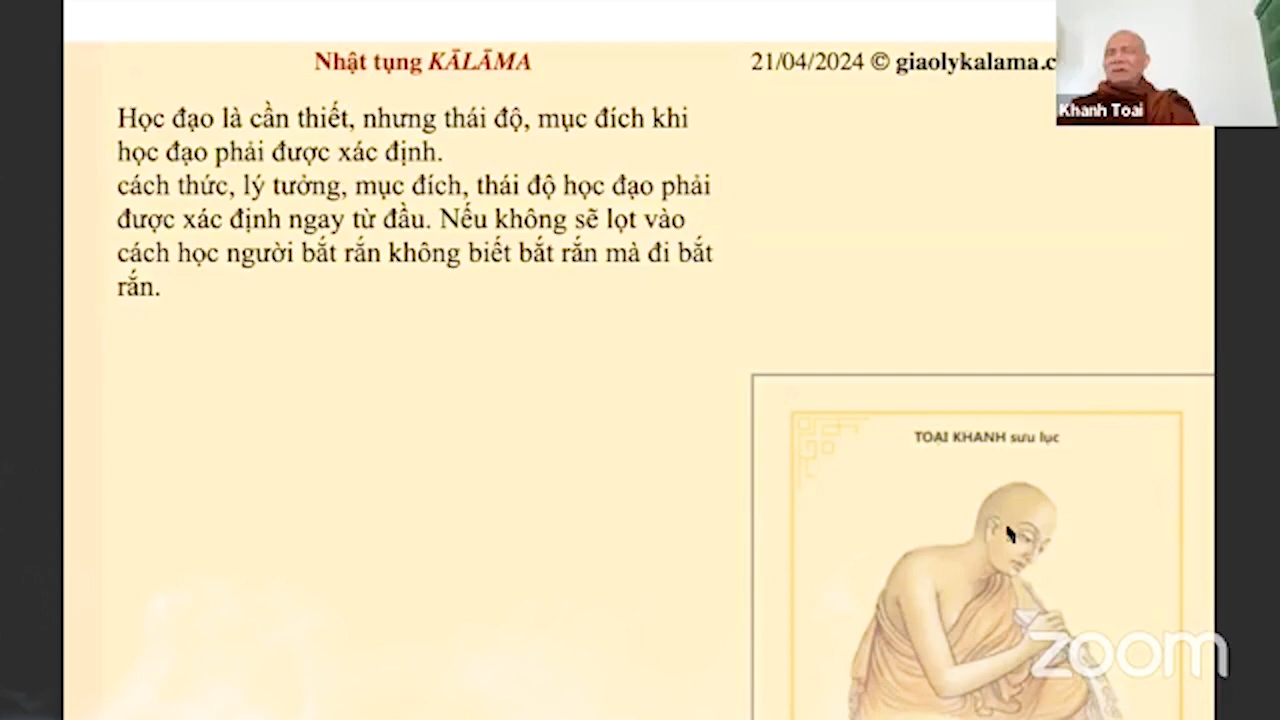 Nhật tụng KĀLĀMA
21/04/2024 © giaolykalama.c
Khanh Toai
Học đạo là cần thiết, nhưng thái độ, mục đích khi
học đạo phải được xác định.
cách thức, lý tưởng, mục đích, thái độ học đạo phải
được xác định ngay từ đầu. Nếu không sẽ lọt vào
cách học người bắt rắn không biết bắt rắn mà đi bắt
rắn.
TOẠI KHANH sưu lục
zoom